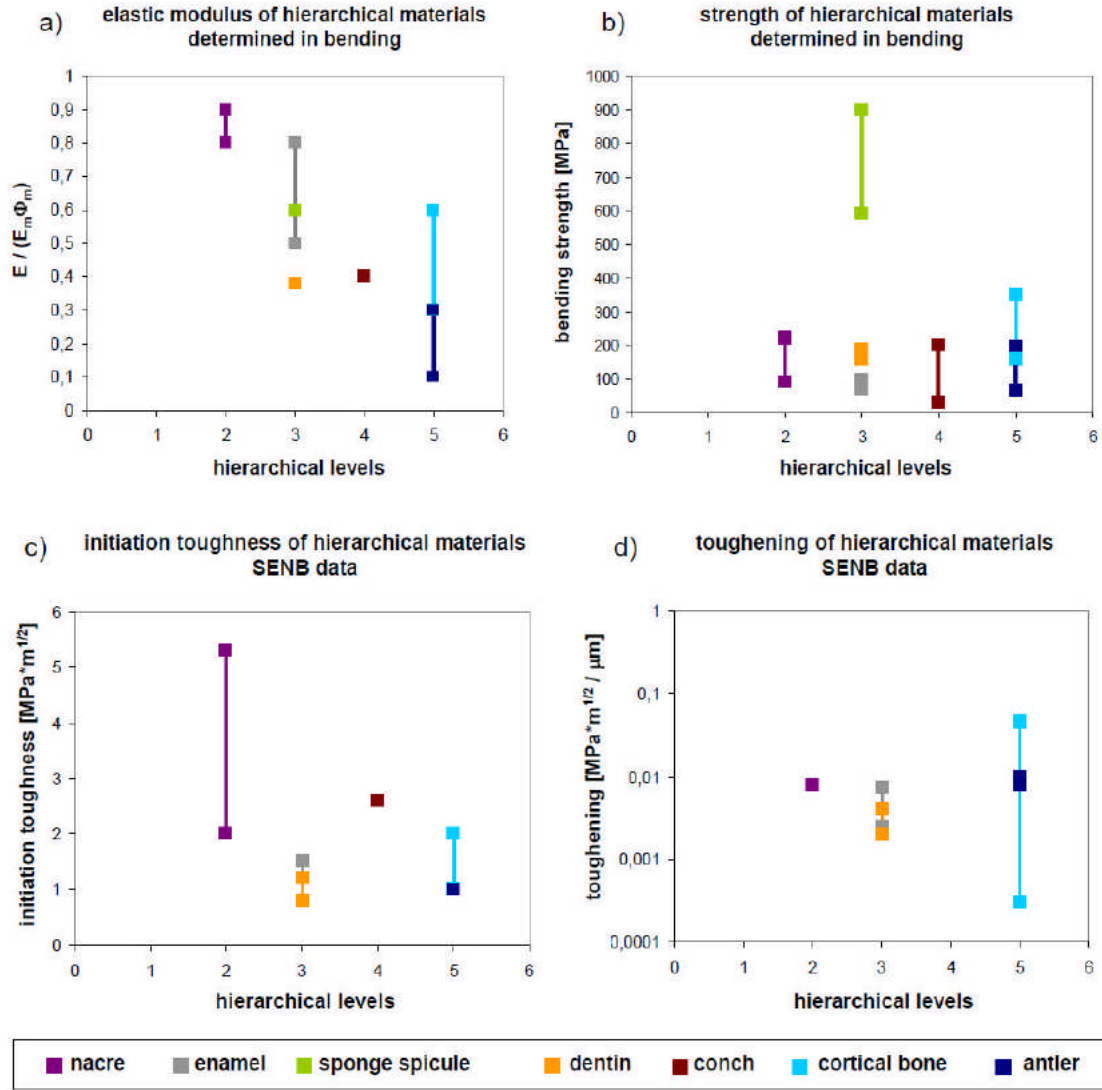 a)
elastic modulus of hierarchical materials
determined in bending
1
0,9
0,8
0,7
0,6
0,5
0,4
0,3
0,2
0,1
0
E / (EmΦm)
0 1 2 3 4 5 6
hierarchical levels
b)
strength of hierarchical materials
determined in bending
1000
900
800
700
600
500
400
300
200
100
0
bending strength [MPa]
0 1 2 3 4 5 6
hierarchical levels
c)
initiation toughness of hierarchical materials
SENB data
6
5
4
3
2
1
0
initiation toughness [MPa*m1/2]
0 1 2 3 4 5 6
hierarchical levels
d)
toughening of hierarchical materials
SENB data
1
0,1
0,01
0,001
0,0001
toughening [MPa*m1/2 / μm]
0 1 2 3 4 5 6
hierarchical levels
nacre enamel sponge spicule dentin conch cortical bone antler